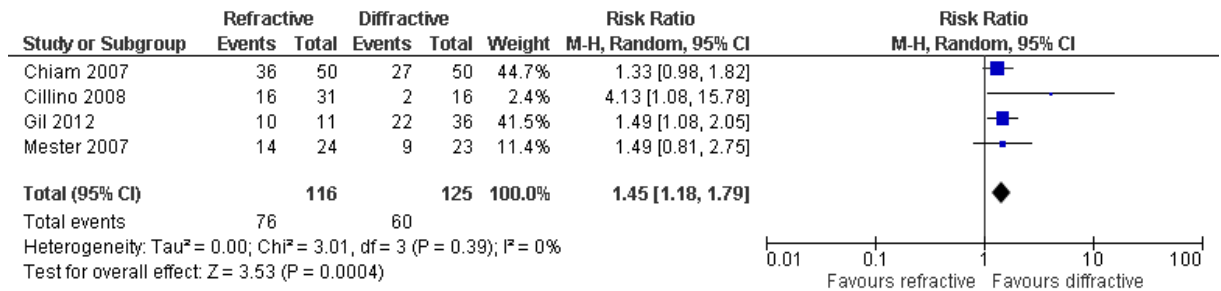 Refractive Diffractive Risk Ratio Risk Ratio
Study or Subgroup Events Total Events Total Weight M-H, Random, 95% CI M-H, Random, 95% CI
Chiam 2007 36 50 27 50 44.7% 1.33 [0.98, 1.82]
Cillino 2008 16 31 2 16 2.4% 4.13 [1.08, 15.78]
Gil 2012 10 11 22 36 41.5% 1.49 [1.08, 2.05]
Mester 2007 14 24 9 23 11.4% 1.49 [0.81, 2.75]
Total (95% CI) 116 125 100.0% 1.45 [1.18, 1.79]
Total events 76 60
Heterogeneity: Tau² = 0.00; Chi² = 3.01, df = 3 (P = 0.39); I² = 0%
Test for overall effect: Z = 3.53 (P = 0.0004)
0.01 0.1 1 10 100
Favours refractive Favours diffractive